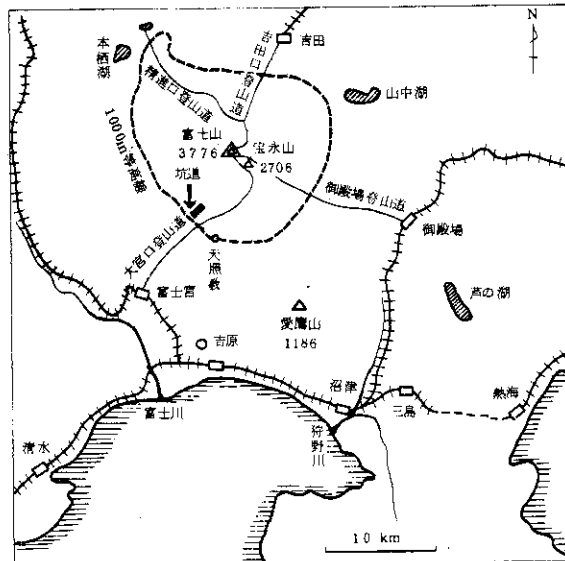 N
本栖湖
精進口登山道
吉田口登山道
吉田
山中湖
1000m等高線
富士山
3776
宝永山
2706
坑道
御殿場登山道
御殿場
大宮口登山道
天照教
富士宮
芦の湖
愛鷹山
1186
吉原
沼津
三島
熱海
富士川
狩野川
清水
10 km